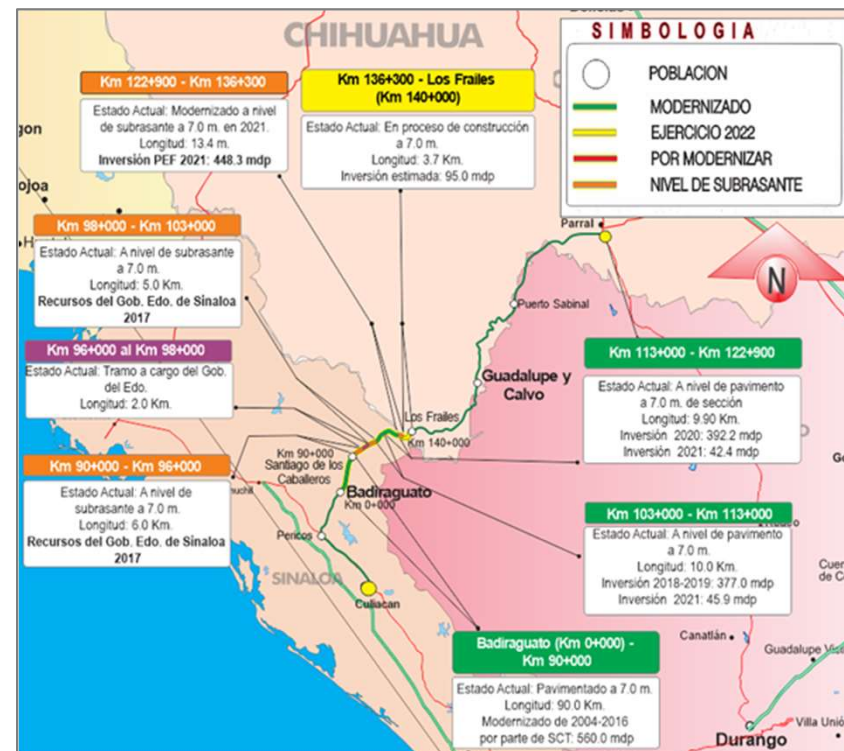 CHIHUAHUA
SIMBOLOGIA
POBLACION
MODERNIZADO
EJERCICIO 2022
POR MODERNIZAR
NIVEL DE SUBRASANTE
Km 122+900 - Km 136+300
Estado Actual: Modernizado a nivel
de subrasante a 7.0 m. en 2021.
Longitud: 13.4 m.
Inversión PEF 2021: 448.3 mdp
Km 136+300 - Los Frailes
(Km 140+000)
Estado Actual: En proceso de construcción
a 7.0 m.
Longitud: 3.7 Km.
Inversión estimada: 95.0 mdp
Km 98+000 - Km 103+000
Estado Actual: A nivel de subrasante
a 7.0 m.
Longitud: 5.0 Km.
Recursos del Gob. Edo. de Sinaloa
2017
Km 96+000 al Km 98+000
Estado Actual: Tramo a cargo del Gob.
del Edo.
Longitud: 2.0 Km.
Km 90+000 - Km 96+000
Estado Actual: A nivel de
subrasante a 7.0 m.
Longitud: 6.0 Km.
Recursos del Gob. Edo. de Sinaloa
2017
Parral
N
Puerto Sabinal
Guadalupe y
Calvo
Los Frailes
Km 140+000
Km 90+000
Santiago de los
Caballeros
Badiraguato
Km 0+000
Pericos
SINALOA
Culiacan
Km 113+000 - Km 122+900
Estado Actual: A nivel de pavimento
a 7.0 m. de sección
Longitud: 9.90 Km.
Inversión 2020: 392.2 mdp
Inversión 2021: 42.4 mdp
Km 103+000 - Km 113+000
Estado Actual: A nivel de pavimento
a 7.0 m.
Longitud: 10.0 Km.
Inversión 2018-2019: 377.0 mdp
Inversión 2021: 45.9 mdp
Badiraguato (Km 0+000) -
Km 90+000
Estado Actual: Pavimentado a 7.0 m.
Longitud: 90.0 Km.
Modernizado de 2004-2016
por parte de SCT: 560.0 mdp
Canatlán
Guadalupe
Villa
Durango